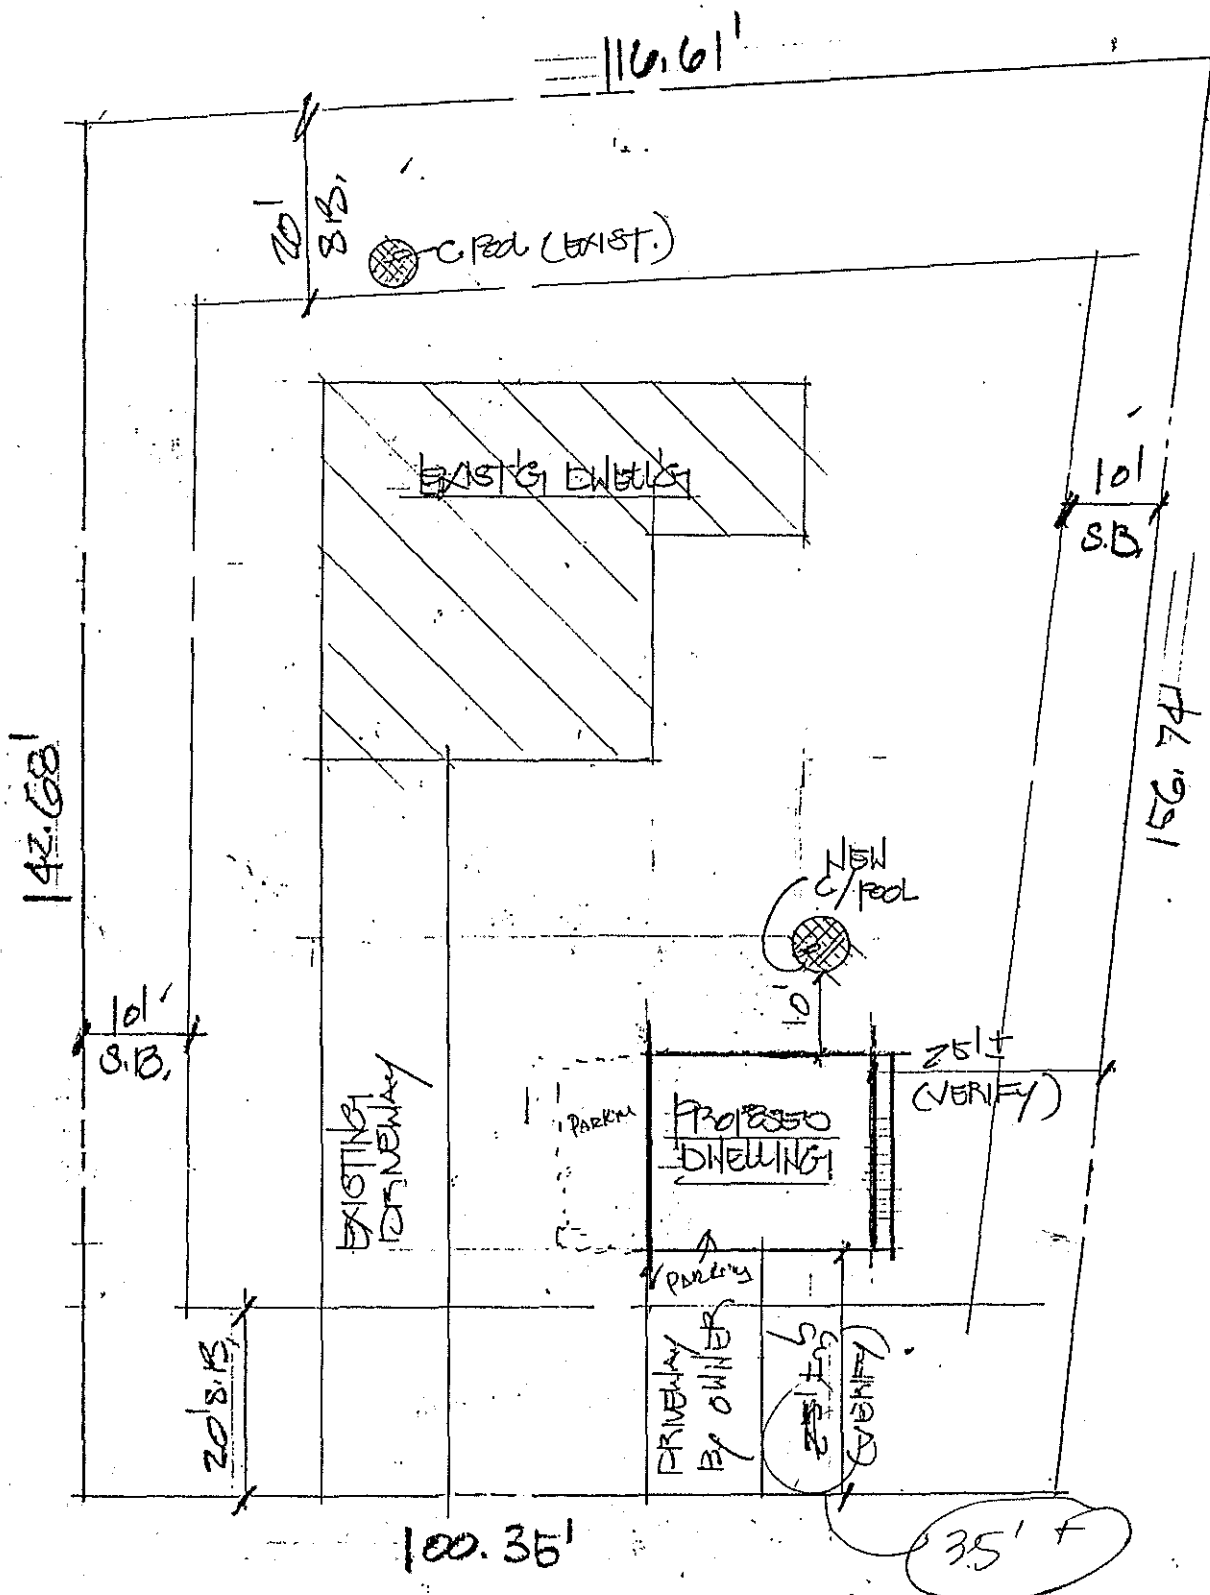 116.61'
20'
S.B.
C. POOL (EXIST.)
EXIST'G DWEL'G
10'
S.B.
142.68'
156.74'
NEW
C/POOL
10'
10'
S.B.
25'±
(VERIFY)
EXISTING
DRIVEWAY
PARKING
PROPOSED
DWELLING
PARKING
20' S.B.
DRIVEWAY
BY OWNER
25'±
(VERIFY)
100.35'
35' +